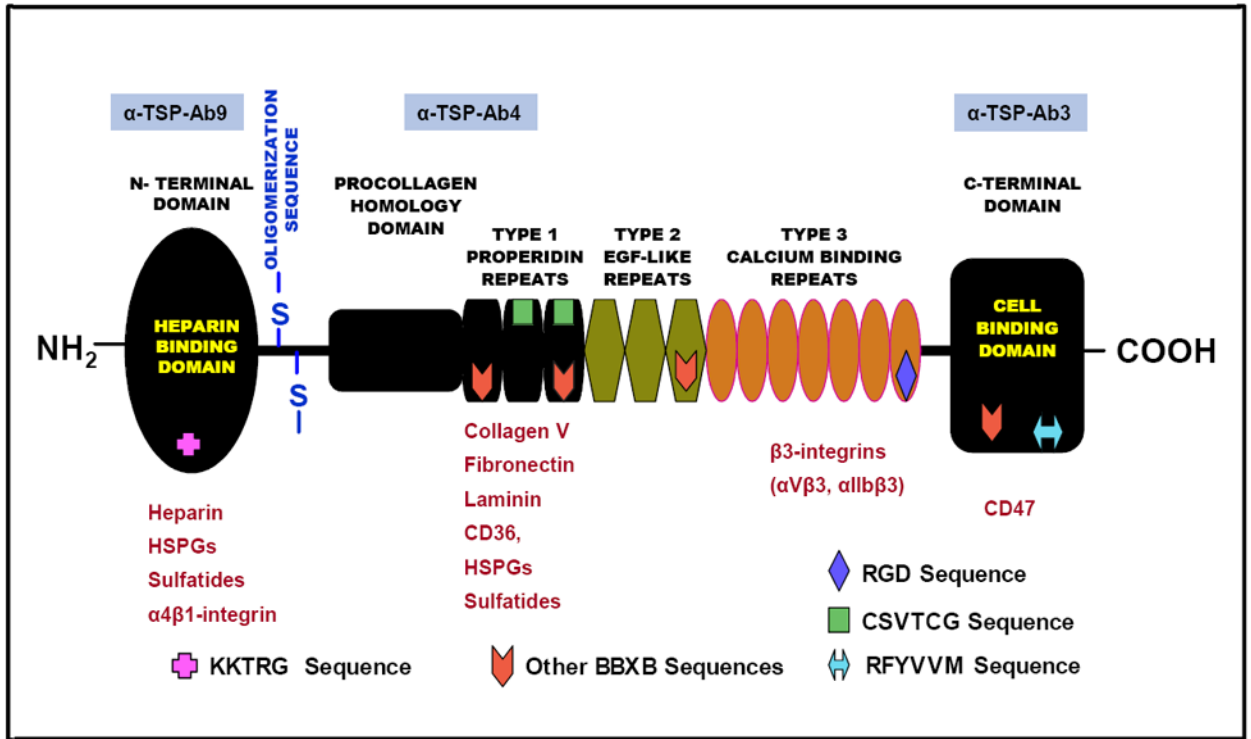 α-TSP-Ab9
α-TSP-Ab4
α-TSP-Ab3
OLIGOMERIZATION
SEQUENCE
N- TERMINAL
DOMAIN
PROCOLLAGEN
HOMOLOGY
DOMAIN
TYPE 1
PROPERIDIN
REPEATS
TYPE 2
EGF-LIKE
REPEATS
TYPE 3
CALCIUM BINDING
REPEATS
C-TERMINAL
DOMAIN
NH2
HEPARIN
BINDING
DOMAIN
S
S
CELL
BINDING
DOMAIN
COOH
Heparin
HSPGs
Sulfatides
α4β1-integrin
Collagen V
Fibronectin
Laminin
CD36,
HSPGs
Sulfatides
β3-integrins
(αVβ3, αIIbβ3)
CD47
RGD Sequence
CSVTCG Sequence
RFYVVM Sequence
KKTRG Sequence
Other BBXB Sequences